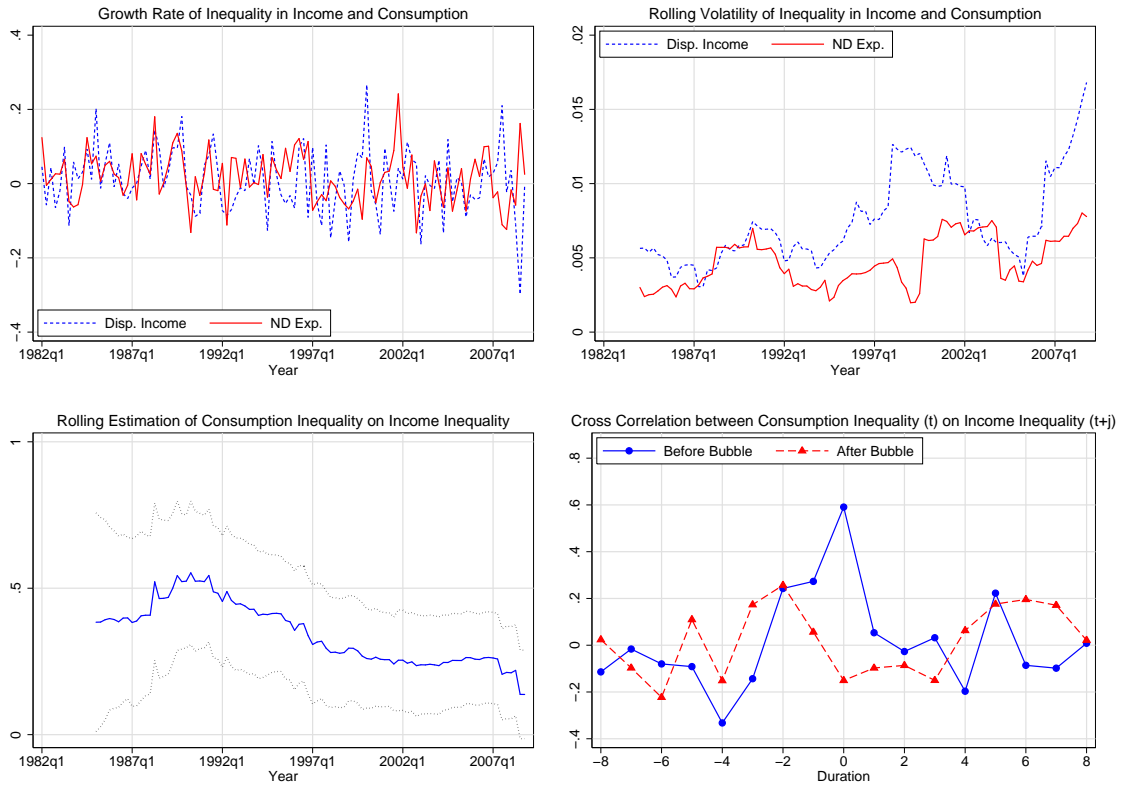 Growth Rate of Inequality in Income and Consumption
.4
.2
0
-.2
-.4
Disp. Income
ND Exp.
1982q1 1987q1 1992q1 1997q1 2002q1 2007q1
Year
Rolling Volatility of Inequality in Income and Consumption
Disp. Income
ND Exp.
.02
.015
.01
.005
0
1982q1 1987q1 1992q1 1997q1 2002q1 2007q1
Year
Rolling Estimation of Consumption Inequality on Income Inequality
1
.5
0
1982q1 1987q1 1992q1 1997q1 2002q1 2007q1
Year
Cross Correlation between Consumption Inequality (t) on Income Inequality (t+j)
Before Bubble
After Bubble
.8
.6
.4
.2
0
-.2
-.4
−8 −6 −4 −2 0 2 4 6 8
Duration